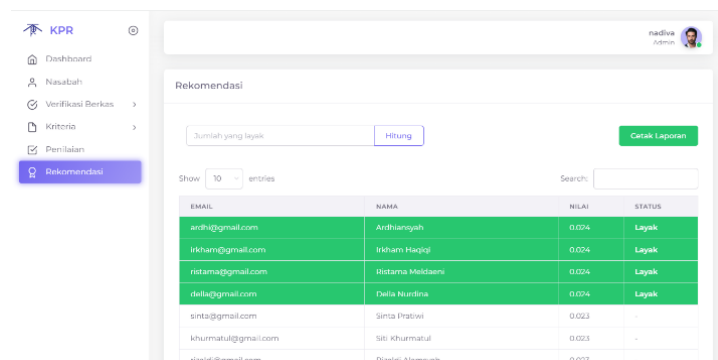 KPR
nadiva
Admin
Dashboard
Nasabah
Verifikasi Berkas
Kriteria
Penilaian
Rekomendasi
Rekomendasi
Jumlah yang layak
Hitung
Cetak Laporan
Show 10 entries
Search:
EMAIL NAMA NILAI STATUS
ardhi@gmail.com Ardhiansyah 0.024 Layak
irkham@gmail.com Irkham Haqiqi 0.024 Layak
ristama@gmail.com Ristama Meldaeni 0.024 Layak
della@gmail.com Della Nurdina 0.024 Layak
sinta@gmail.com Sinta Pratiwi 0.023 -
khurmatul@gmail.com Siti Khurmatul 0.023 -